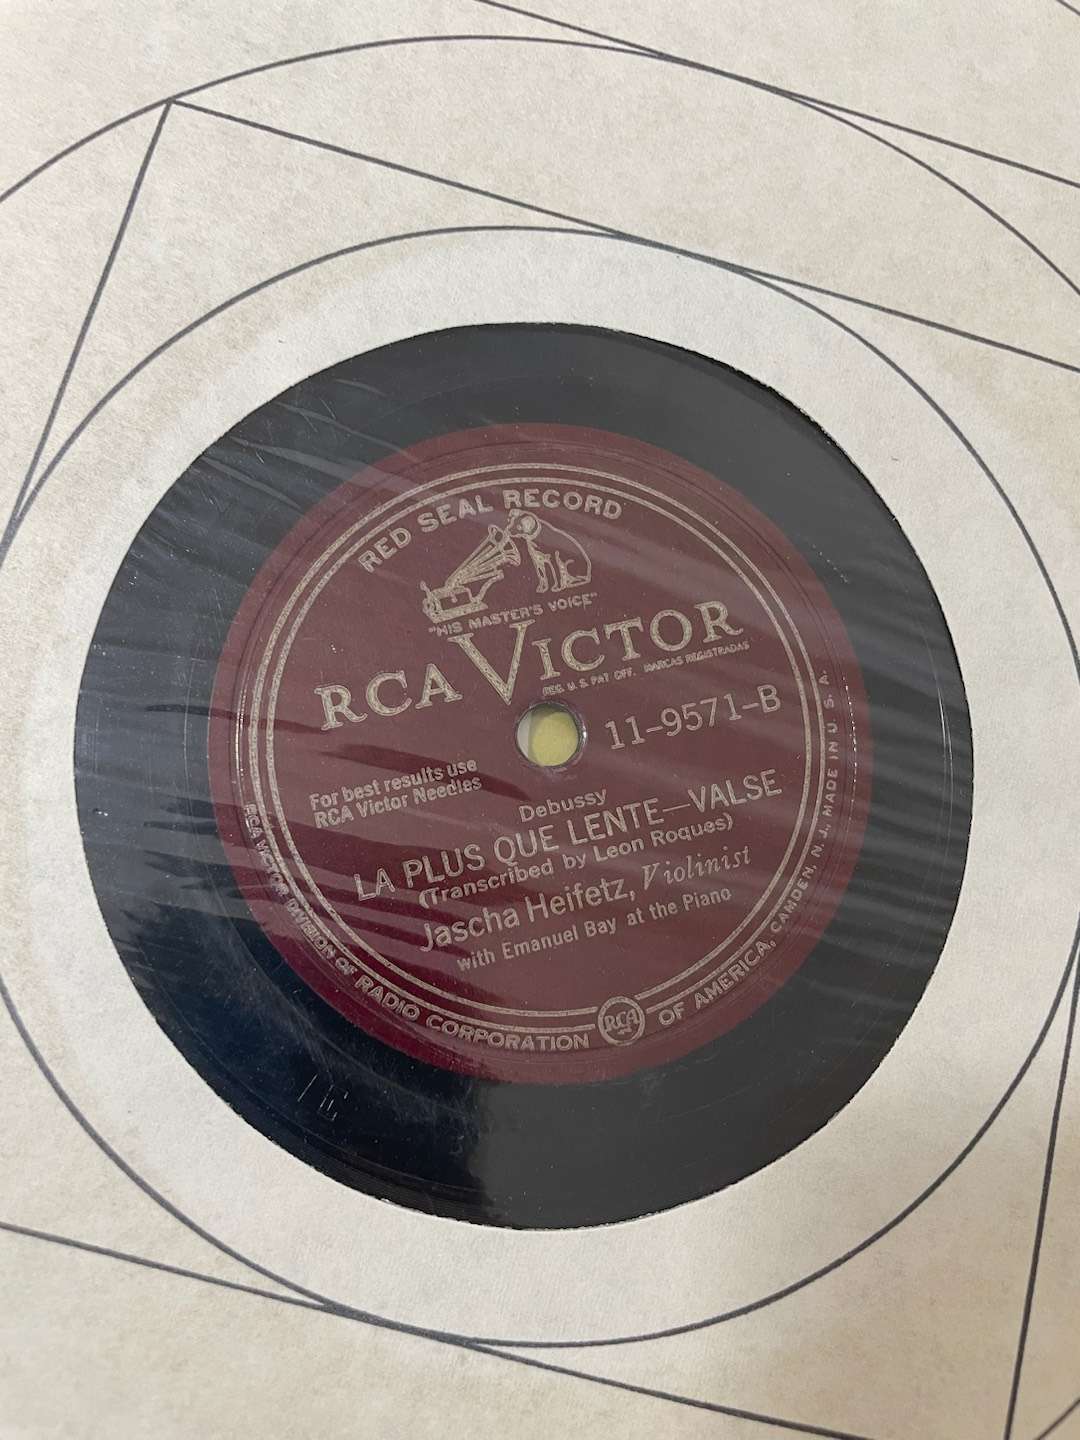 RED SEAL RECORD
"HIS MASTER'S VOICE"
RCA VICTOR
REG. U. S. PAT. OFF. MARCAS REGISTRADAS
11-9571-B
For best results use
RCA Victor Needles
Debussy
LA PLUS QUE LENTE—VALSE
(Transcribed by Leon Roques)
Jascha Heifetz, Violinist
with Emanuel Bay at the Piano
RCA VICTOR DIVISION OF RADIO CORPORATION RCA OF AMERICA, CAMDEN, N. J., MADE IN U. S. A.